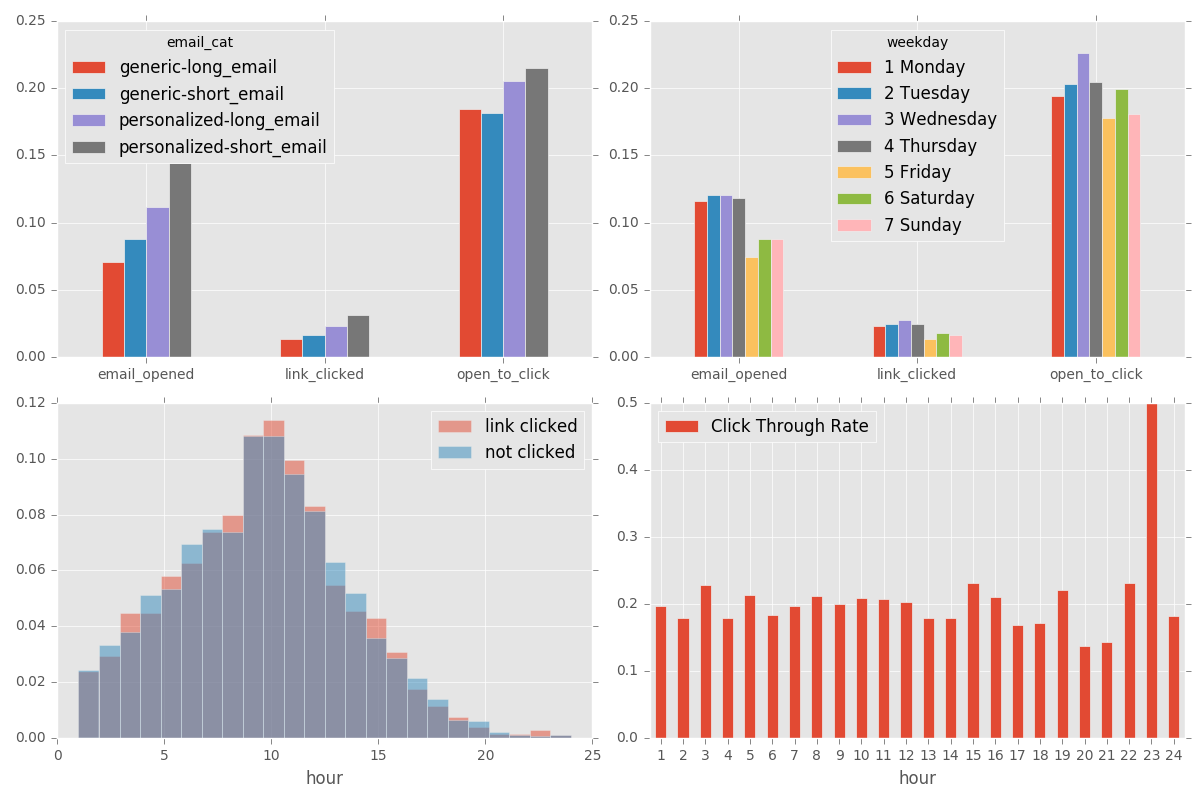 0.25
0.20
0.15
0.10
0.05
0.00
email_cat
generic-long_email
generic-short_email
personalized-long_email
personalized-short_email
email_opened link_clicked open_to_click
0.25
0.20
0.15
0.10
0.05
0.00
weekday
1 Monday
2 Tuesday
3 Wednesday
4 Thursday
5 Friday
6 Saturday
7 Sunday
email_opened link_clicked open_to_click
0.12
0.10
0.08
0.06
0.04
0.02
0.00
link clicked
not clicked
0 5 10 15 20 25
hour
0.5
0.4
0.3
0.2
0.1
0.0
Click Through Rate
1 2 3 4 5 6 7 8 9 10 11 12 13 14 15 16 17 18 19 20 21 22 23 24
hour